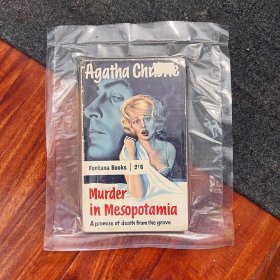 Agatha Christie
Fontana Books | 2'6
Murder
in Mesopotamia
A promise of death from the grave